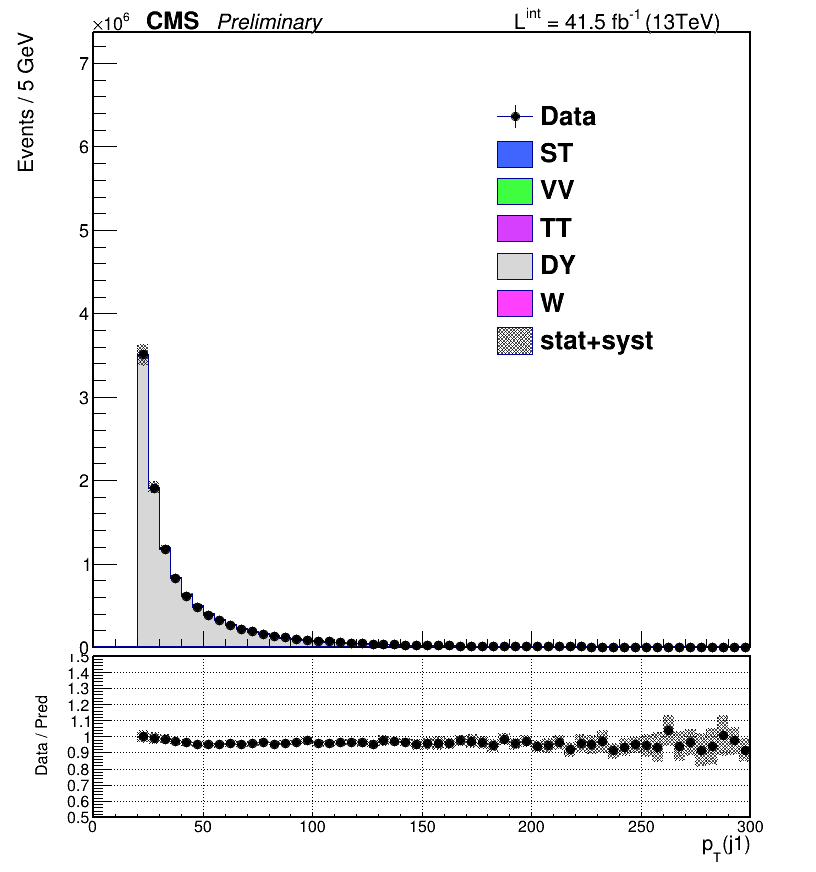 ×10⁶ CMS Preliminary Lⁱⁿᵗ = 41.5 fb⁻¹ (13TeV)
Events / 5 GeV
7
6
5
4
3
2
1
0
Data
ST
VV
TT
DY
W
stat+syst
Data / Pred
1.5
1.4
1.3
1.2
1.1
1
0.9
0.8
0.7
0.6
0.5
0 50 100 150 200 250 300
p_T(j1)